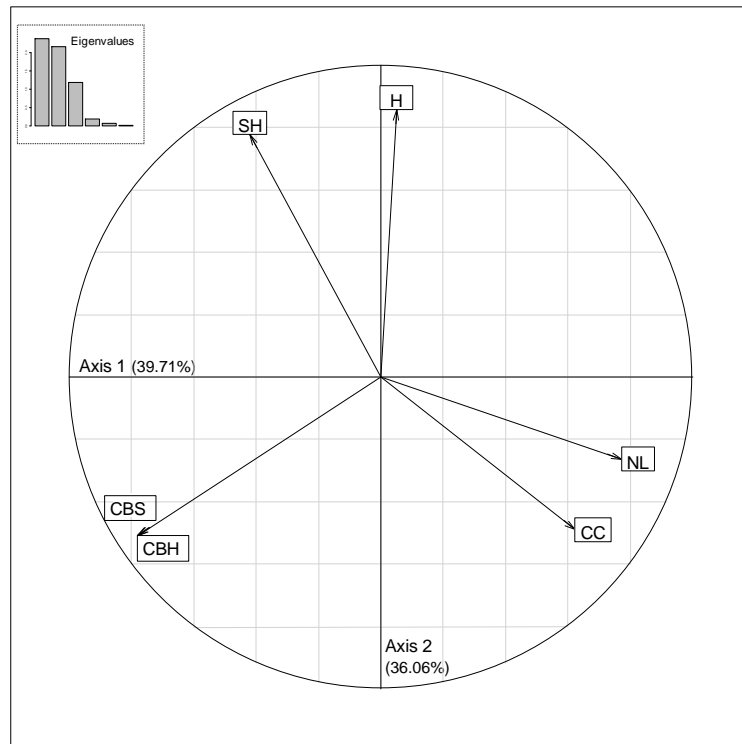 Eigenvalues
H
SH
Axis 1 (39.71%)
NL
CBS
CC
CBH
Axis 2
(36.06%)